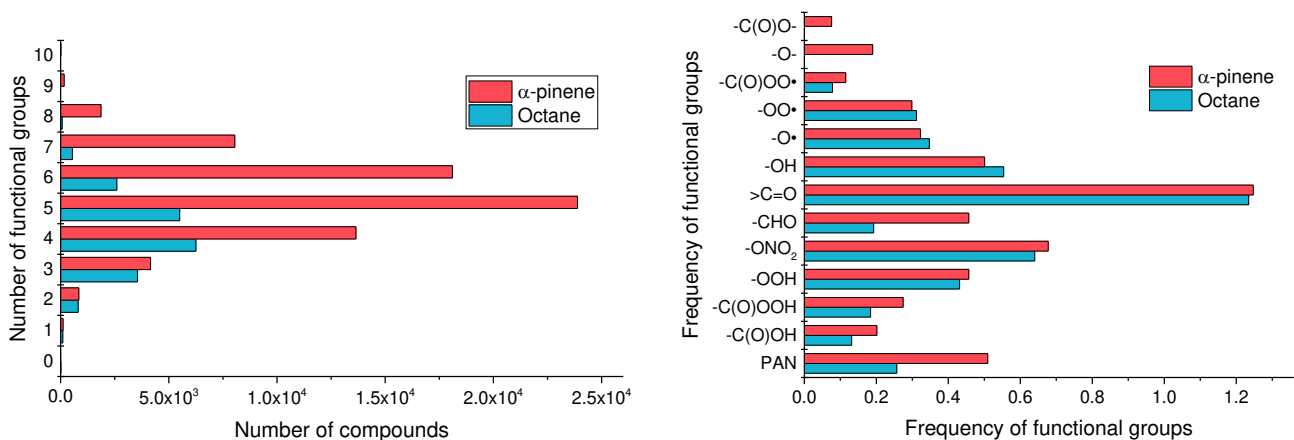 Number of functional groups
10
9
8
7
6
5
4
3
2
1
0
α-pinene
Octane
0.0
5.0x10³
1.0x10⁴
1.5x10⁴
2.0x10⁴
2.5x10⁴
Number of compounds
Frequency of functional groups
-C(O)O-
-O-
-C(O)OO•
-OO•
-O•
-OH
>C=O
-CHO
-ONO₂
-OOH
-C(O)OOH
-C(O)OH
PAN
α-pinene
Octane
0.0
0.2
0.4
0.6
0.8
1.0
1.2
Frequency of functional groups